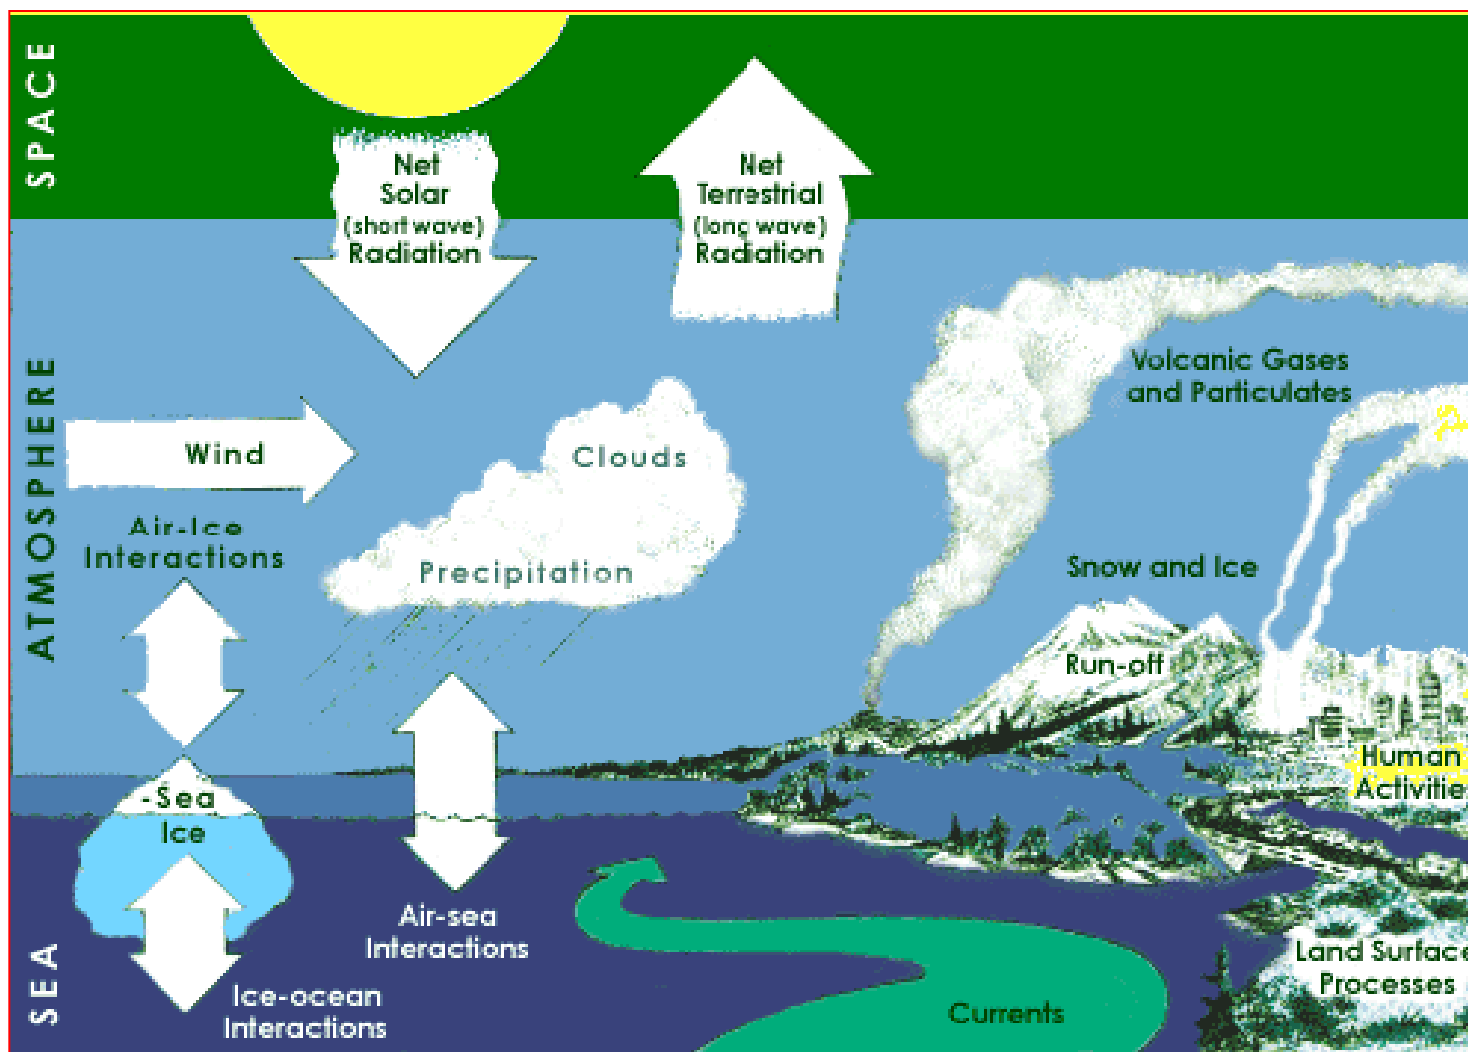 SPACE
Net
Solar
(short wave)
Radiation
Net
Terrestrial
(long wave)
Radiation
ATMOSPHERE
Volcanic Gases
and Particulates
Wind
Clouds
Air-Ice
Interactions
Precipitation
Snow and Ice
Run-off
Human
Activitie
-Sea
Ice
SEA
Air-sea
Interactions
Ice-ocean
Interactions
Currents
Land Surface
Processes